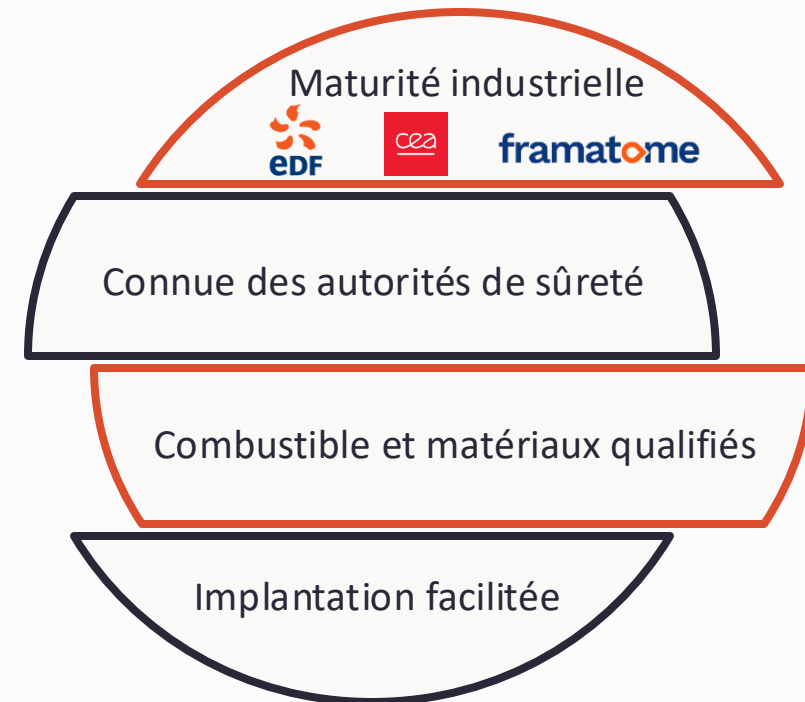 Maturité industrielle
eDF cea framatome
Connue des autorités de sûreté
Combustible et matériaux qualifiés
Implantation facilitée